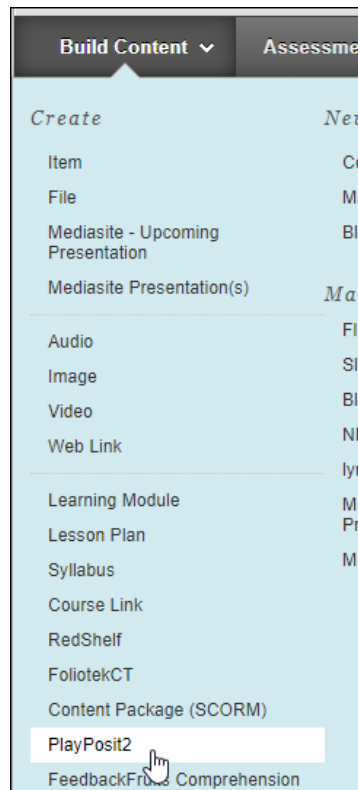 Build Content
Create
Item
File
Mediasite - Upcoming
Presentation
Mediasite Presentation(s)
Audio
Image
Video
Web Link
Learning Module
Lesson Plan
Syllabus
Course Link
RedShelf
FoliotekCT
Content Package (SCORM)
PlayPosit2
Comprehension